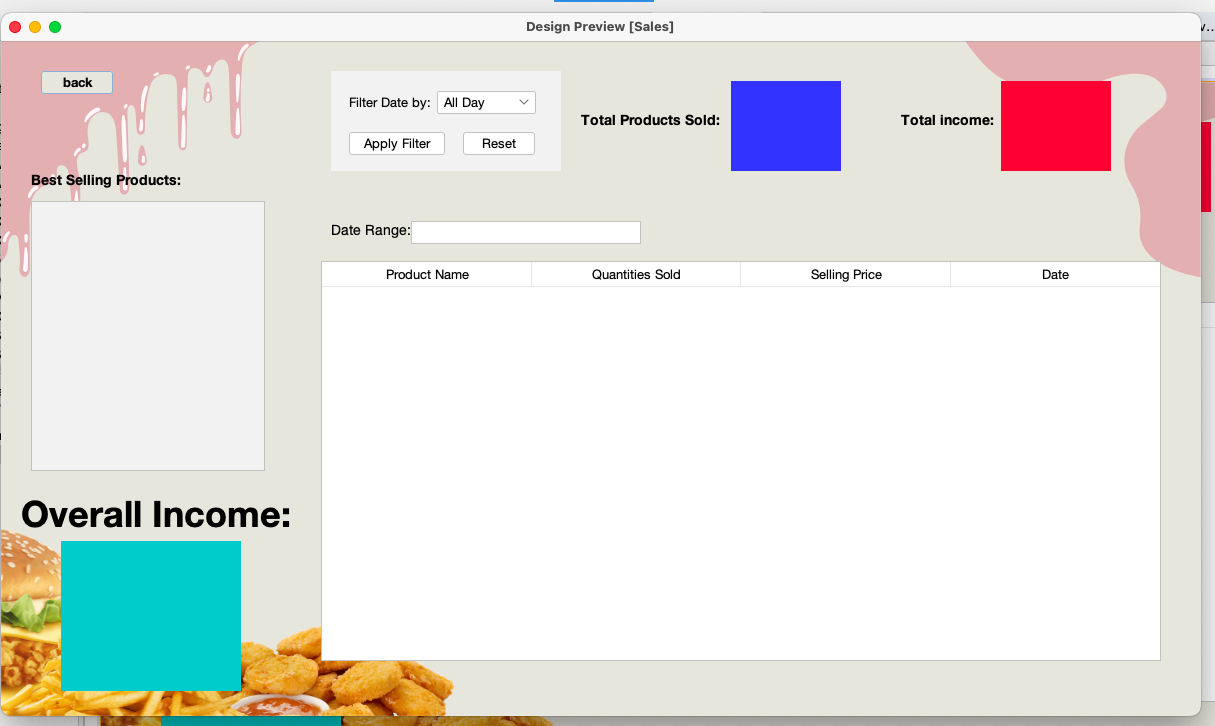 Design Preview [Sales]
back
Filter Date by:
All Day
Apply Filter
Reset
Total Products Sold:
Total income:
Best Selling Products:
Date Range:
Product Name
Quantities Sold
Selling Price
Date
Overall Income: